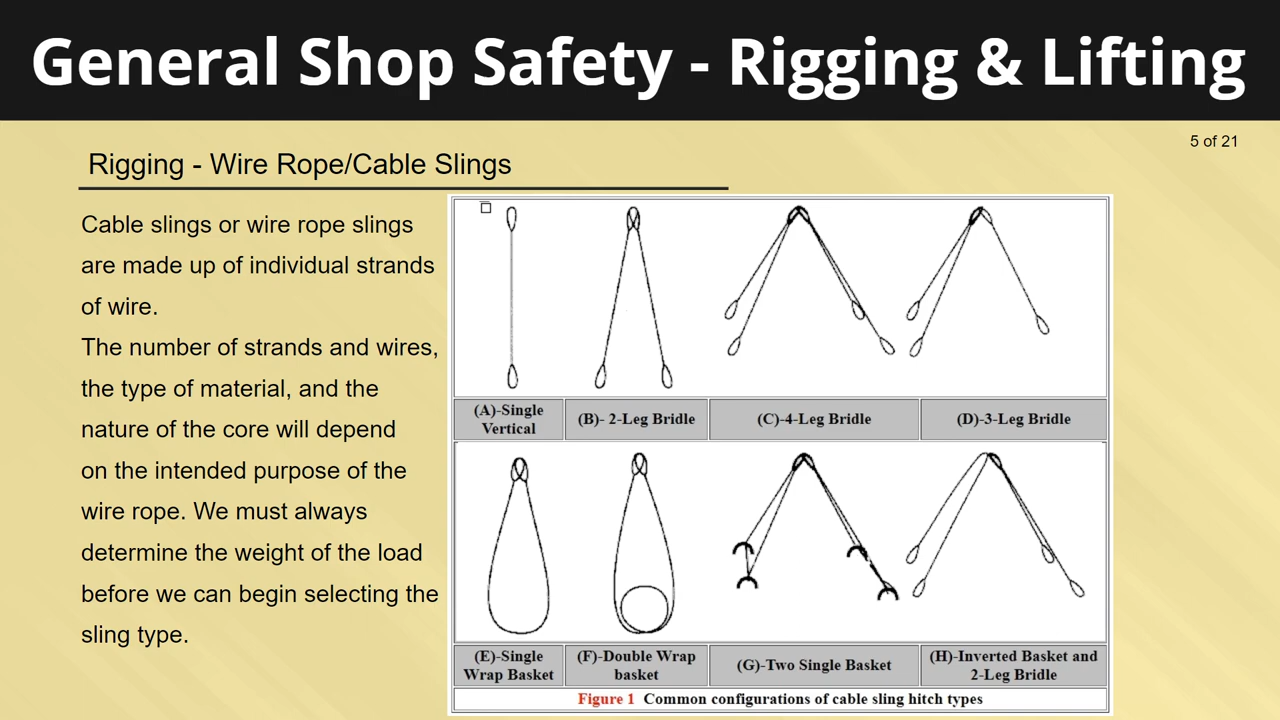 General Shop Safety - Rigging & Lifting
5 of 21
Rigging - Wire Rope/Cable Slings
Cable slings or wire rope slings
are made up of individual strands
of wire.
The number of strands and wires,
the type of material, and the
nature of the core will depend
on the intended purpose of the
wire rope. We must always
determine the weight of the load
before we can begin selecting the
sling type.
(A)-Single
Vertical
(B)- 2-Leg Bridle
(C)-4-Leg Bridle
(D)-3-Leg Bridle
(E)-Single
Wrap Basket
(F)-Double Wrap
basket
(G)-Two Single Basket
(H)-Inverted Basket and
2-Leg Bridle
Figure 1 Common configurations of cable sling hitch types